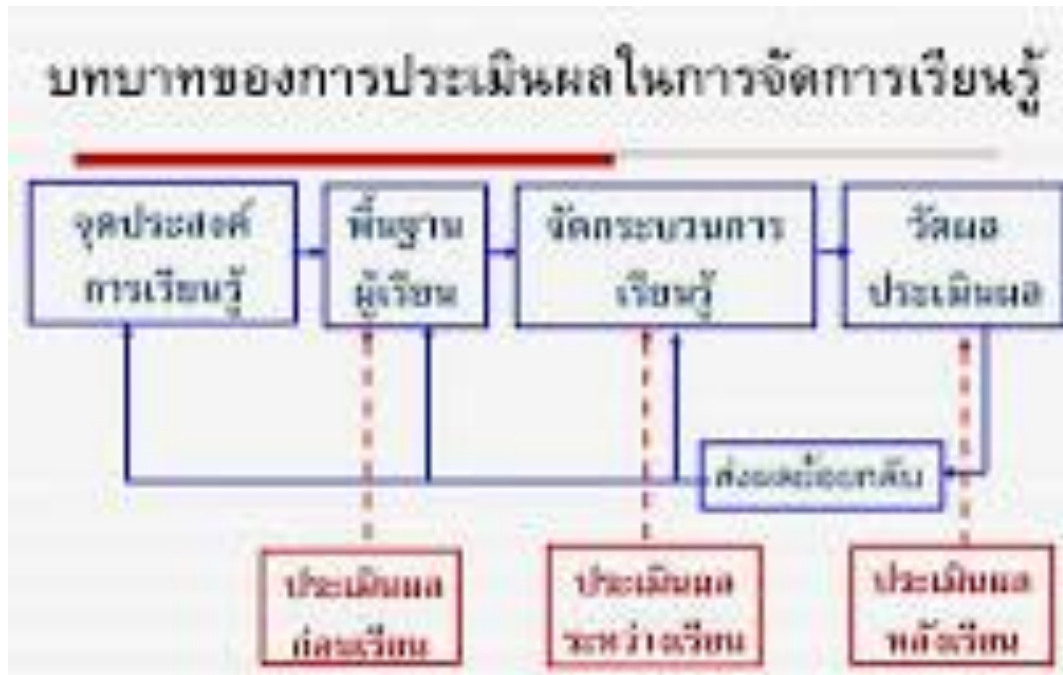 บทบาทของการประเมินผลในการจัดการเรียนรู้
จุดประสงค์
การเรียนรู้
พื้นฐาน
ผู้เรียน
จัดกระบวนการ
เรียนรู้
วัดผล
ประเมินผล
ส่งผลย้อนกลับ
ประเมินผล
ก่อนเรียน
ประเมินผล
ระหว่างเรียน
ประเมินผล
หลังเรียน